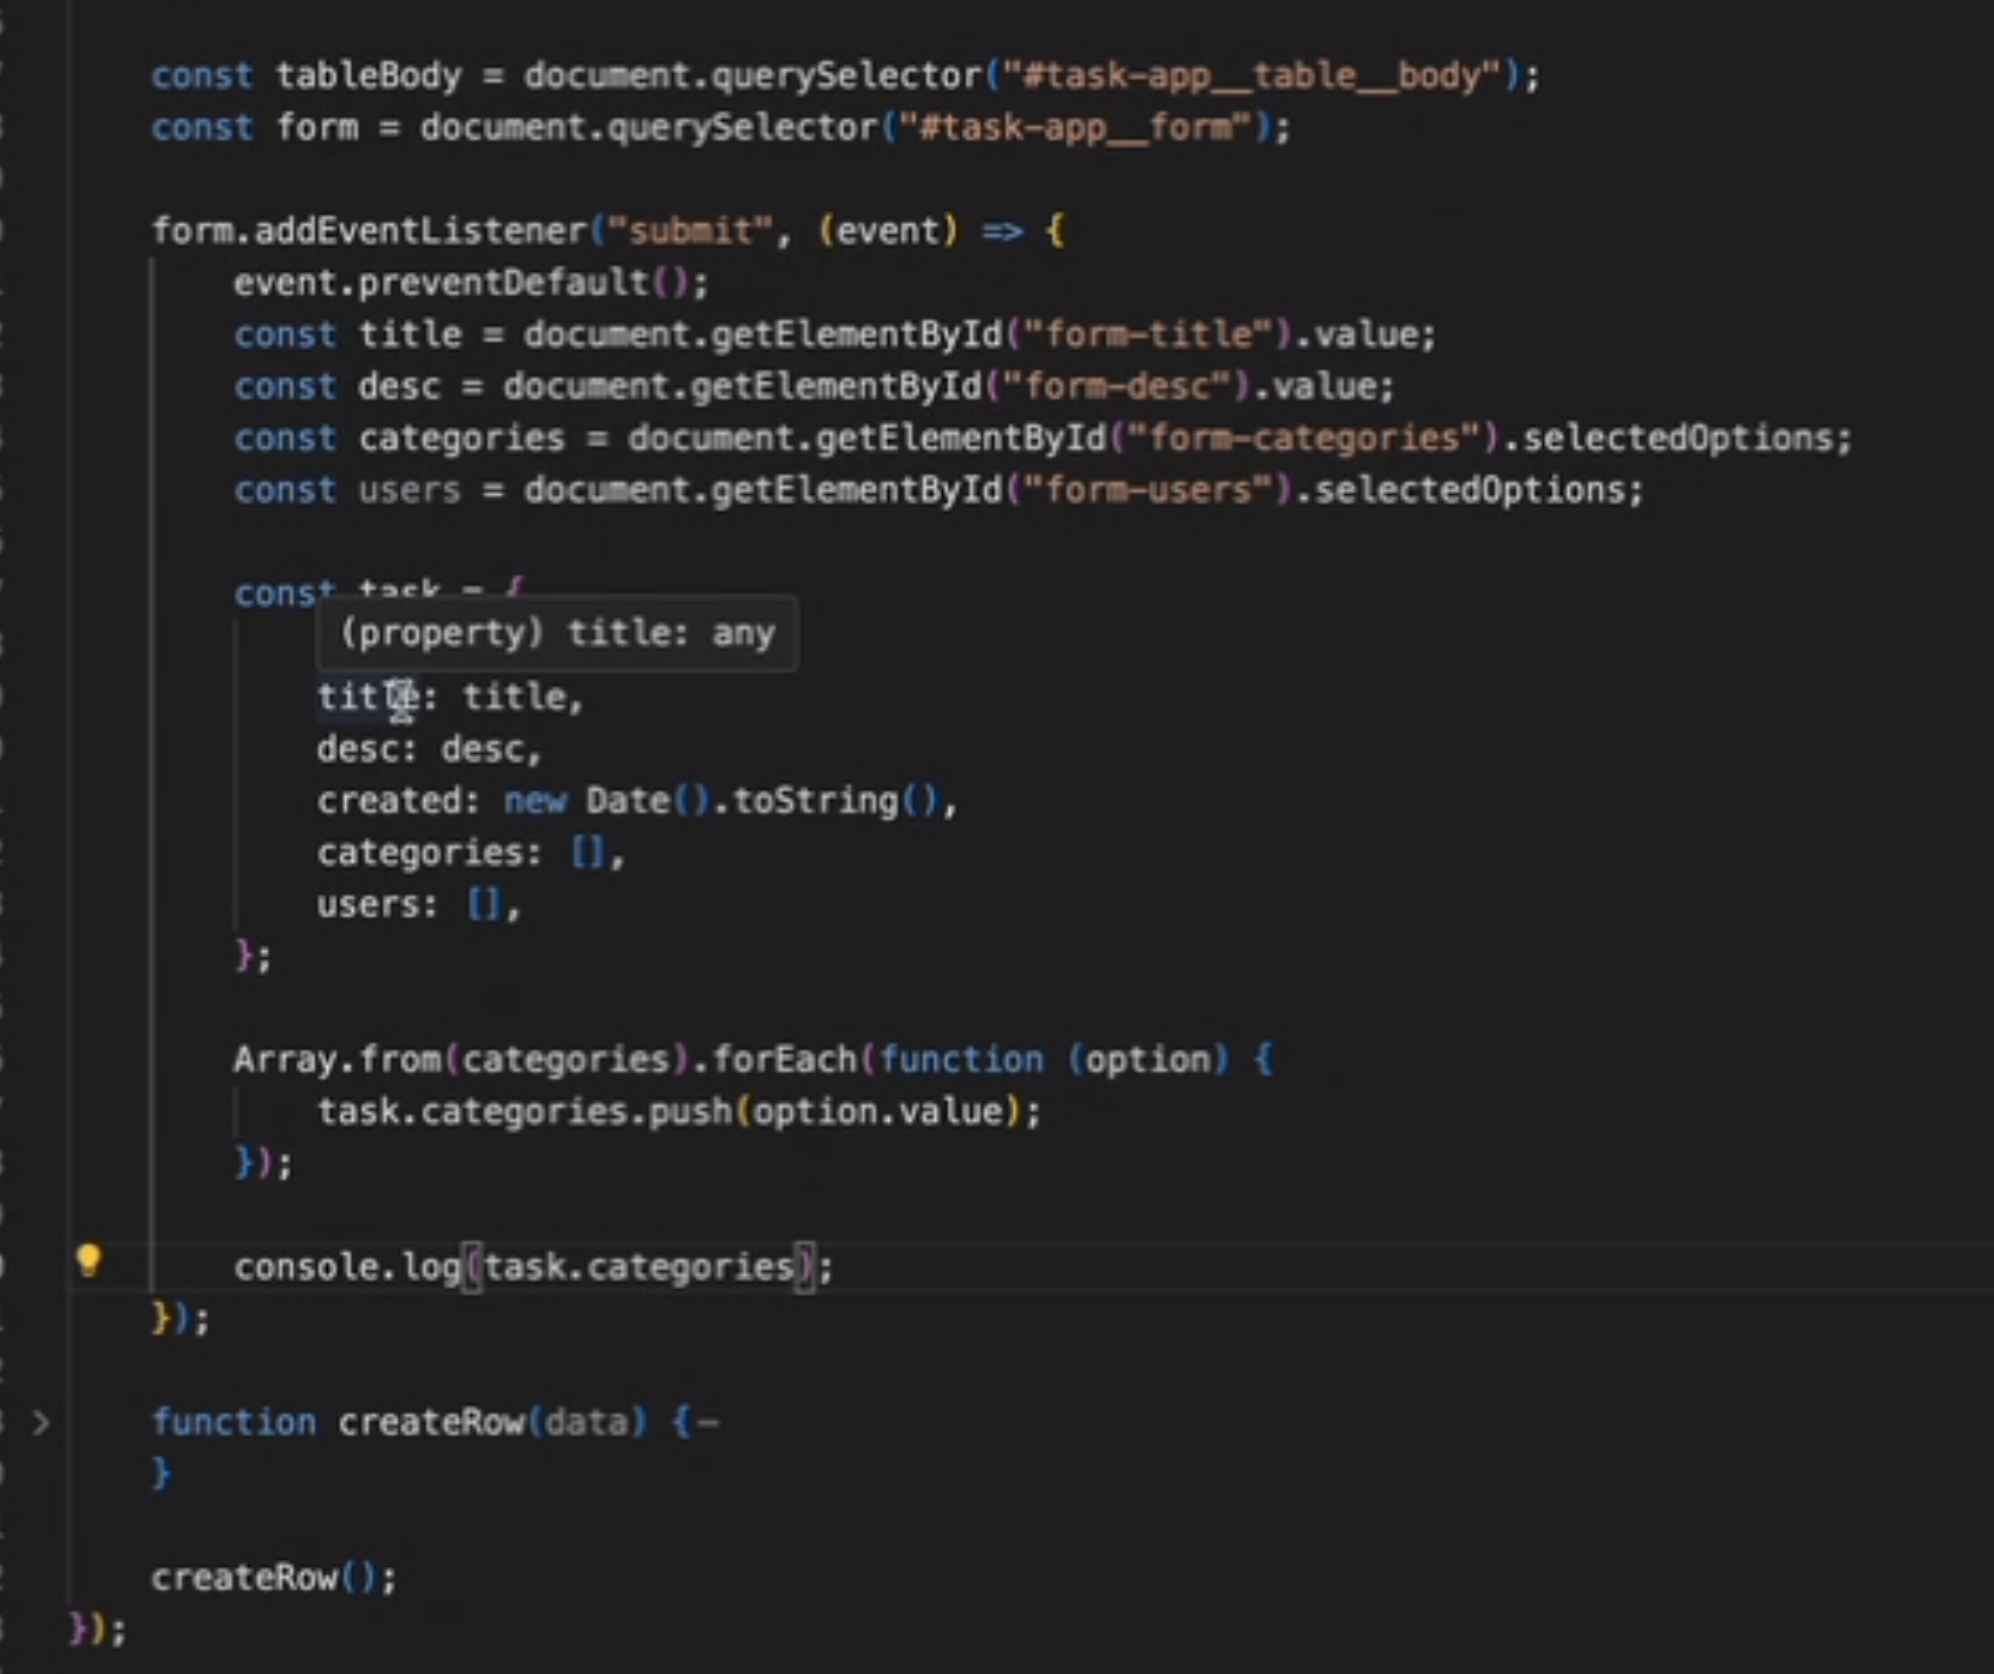 const tableBody = document.querySelector("#task-app__table__body");
const form = document.querySelector("#task-app__form");
form.addEventListener("submit", (event) => {
event.preventDefault();
const title = document.getElementById("form-title").value;
const desc = document.getElementById("form-desc").value;
const categories = document.getElementById("form-categories").selectedOptions;
const users = document.getElementById("form-users").selectedOptions;
const task = {
(property) title: any
title: title,
desc: desc,
created: new Date().toString(),
categories: [],
users: [],
};
Array.from(categories).forEach(function (option) {
task.categories.push(option.value);
});
console.log(task.categories);
});
function createRow(data) {
}
createRow();
});